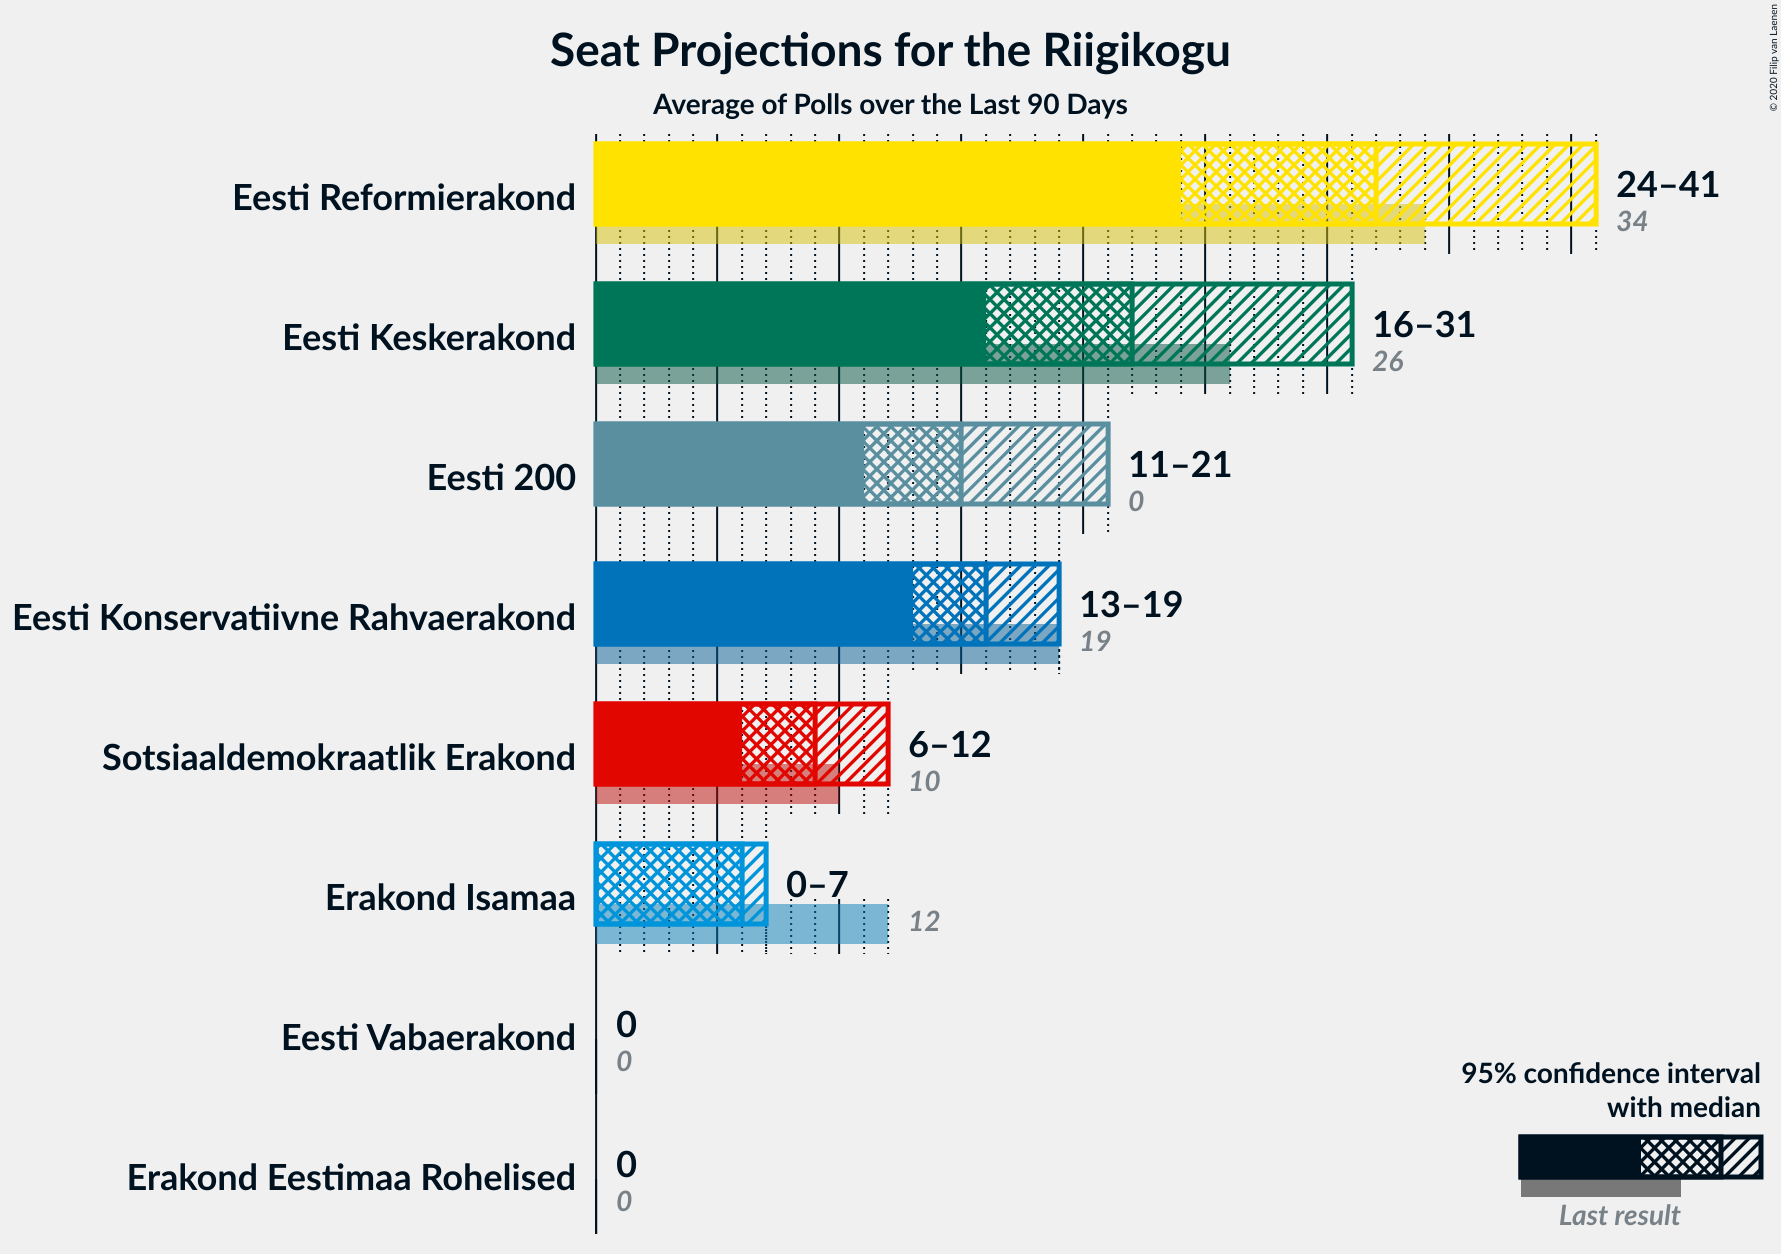 Seat Projections for the Riigikogu
Average of Polls over the Last 90 Days
© 2020 Filip van Laenen
Eesti Reformierakond
24–41
34
Eesti Keskerakond
16–31
26
Eesti 200
11–21
0
Eesti Konservatiivne Rahvaerakond
13–19
19
Sotsiaaldemokraatlik Erakond
6–12
10
Erakond Isamaa
0–7
12
Eesti Vabaerakond
0
0
Erakond Eestimaa Rohelised
0
0
95% confidence interval
with median
Last result